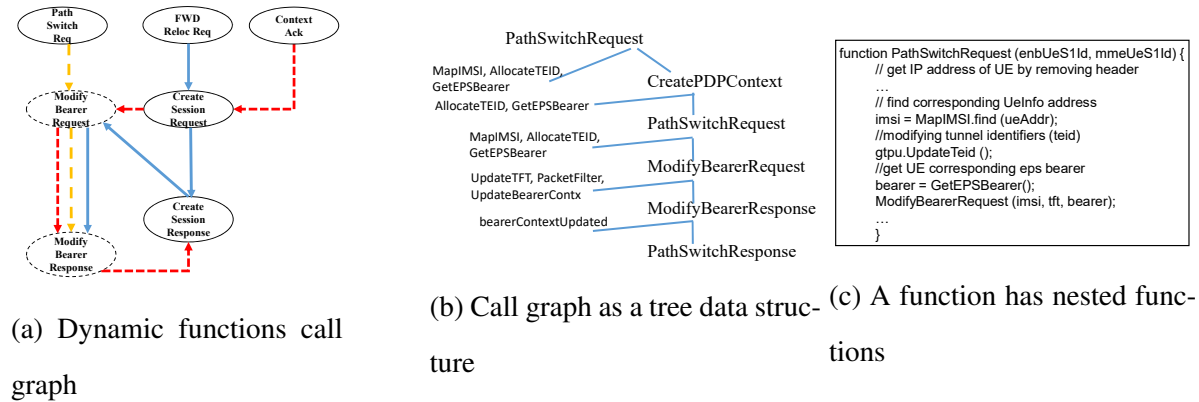 Path
Switch
Req
FWD
Reloc Req
Context
Ack
Modify
Bearer
Request
Create
Session
Request
Create
Session
Response
Modify
Bearer
Response
(a) Dynamic functions call
graph
PathSwitchRequest
MapIMSI, AllocateTEID,
GetEPSBearer
CreatePDPContext
AllocateTEID, GetEPSBearer
PathSwitchRequest
MapIMSI, AllocateTEID,
GetEPSBearer
ModifyBearerRequest
UpdateTFT, PacketFilter,
UpdateBearerContx
ModifyBearerResponse
bearerContextUpdated
PathSwitchResponse
(b) Call graph as a tree data struc-
ture
function PathSwitchRequest (enbUeS1Id, mmeUeS1Id) {
// get IP address of UE by removing header
…
// find corresponding UeInfo address
imsi = MapIMSI.find (ueAddr);
//modifying tunnel identifiers (teid)
gtpu.UpdateTeid ();
//get UE corresponding eps bearer
bearer = GetEPSBearer();
ModifyBearerRequest (imsi, tft, bearer);
…
}
(c) A function has nested func-
tions